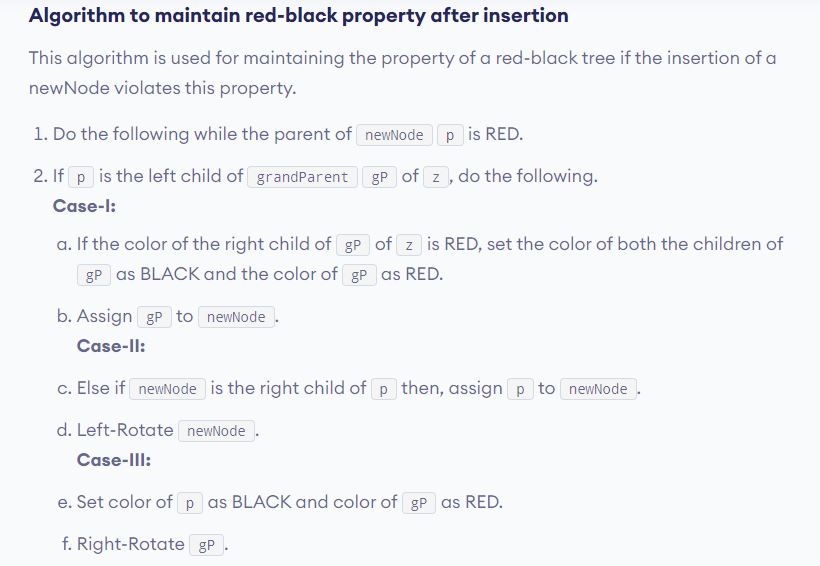 Algorithm to maintain red-black property after insertion
This algorithm is used for maintaining the property of a red-black tree if the insertion of a
newNode violates this property.
1. Do the following while the parent of newNode p is RED.
2. If p is the left child of grandParent gP of z , do the following.
Case-I:
a. If the color of the right child of gP of z is RED, set the color of both the children of
gP as BLACK and the color of gP as RED.
b. Assign gP to newNode .
Case-II:
c. Else if newNode is the right child of p then, assign p to newNode .
d. Left-Rotate newNode .
Case-III:
e. Set color of p as BLACK and color of gP as RED.
f. Right-Rotate gP .